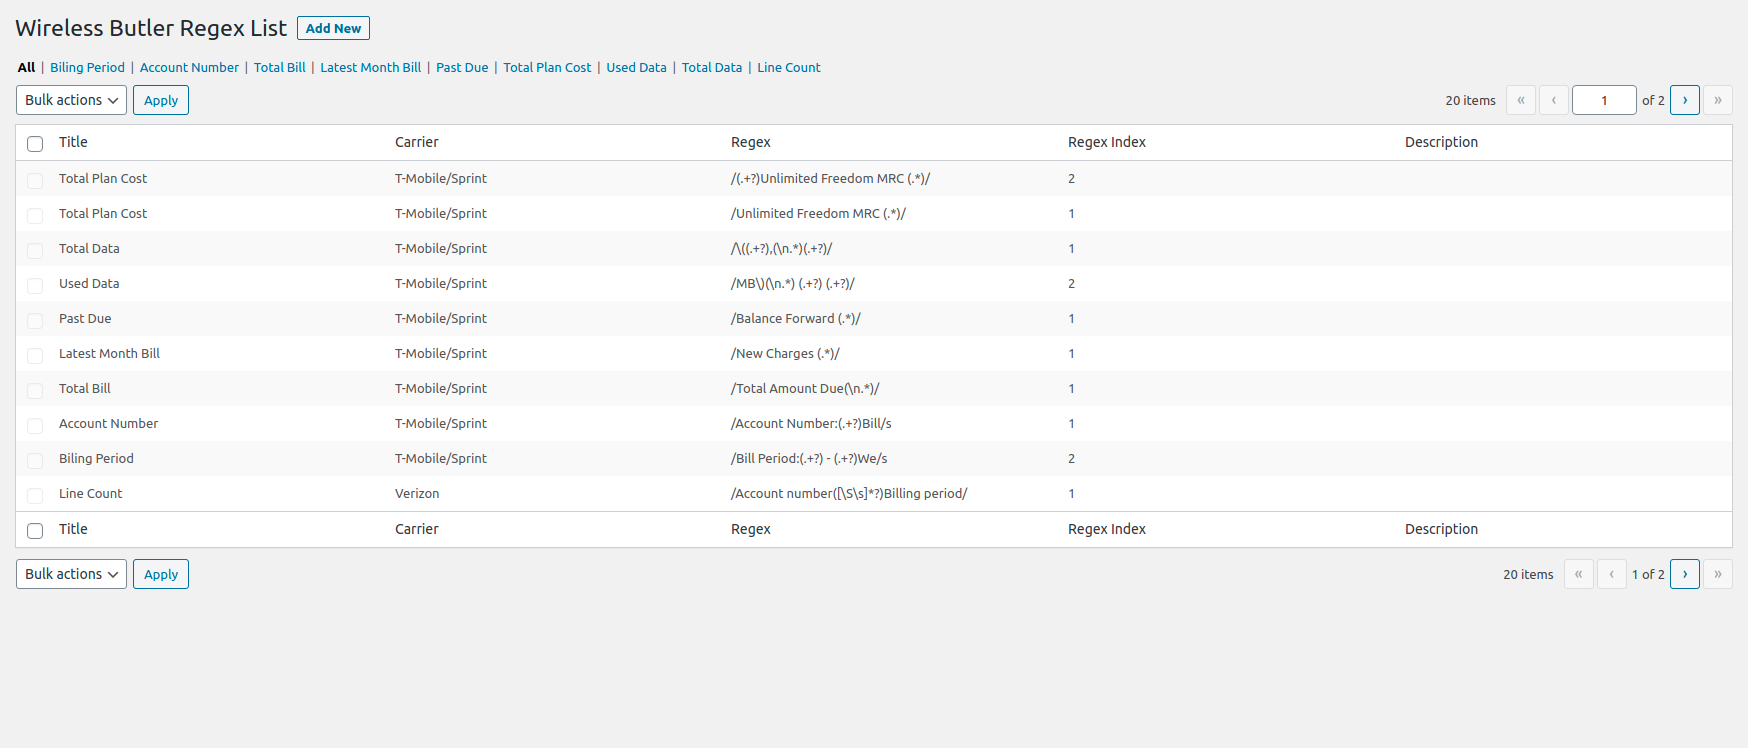 Wireless Butler Regex List Add New
All | Biling Period | Account Number | Total Bill | Latest Month Bill | Past Due | Total Plan Cost | Used Data | Total Data | Line Count
Bulk actions Apply 20 items « ‹ 1 of 2 › »
Title Carrier Regex Regex Index Description
Total Plan Cost T-Mobile/Sprint /(.+?)Unlimited Freedom MRC (.*)/ 2
Total Plan Cost T-Mobile/Sprint /Unlimited Freedom MRC (.*)/ 1
Total Data T-Mobile/Sprint /\((.+?),(\n.*)(.+?)/ 1
Used Data T-Mobile/Sprint /MB\)(\n.*) (.+?) (.+?)/ 2
Past Due T-Mobile/Sprint /Balance Forward (.*)/ 1
Latest Month Bill T-Mobile/Sprint /New Charges (.*)/ 1
Total Bill T-Mobile/Sprint /Total Amount Due(\n.*)/ 1
Account Number T-Mobile/Sprint /Account Number:(.+?)Bill/s 1
Biling Period T-Mobile/Sprint /Bill Period:(.+?) - (.+?)We/s 2
Line Count Verizon /Account number([\S\s]*?)Billing period/ 1
Title Carrier Regex Regex Index Description
Bulk actions Apply 20 items « ‹ 1 of 2 › »